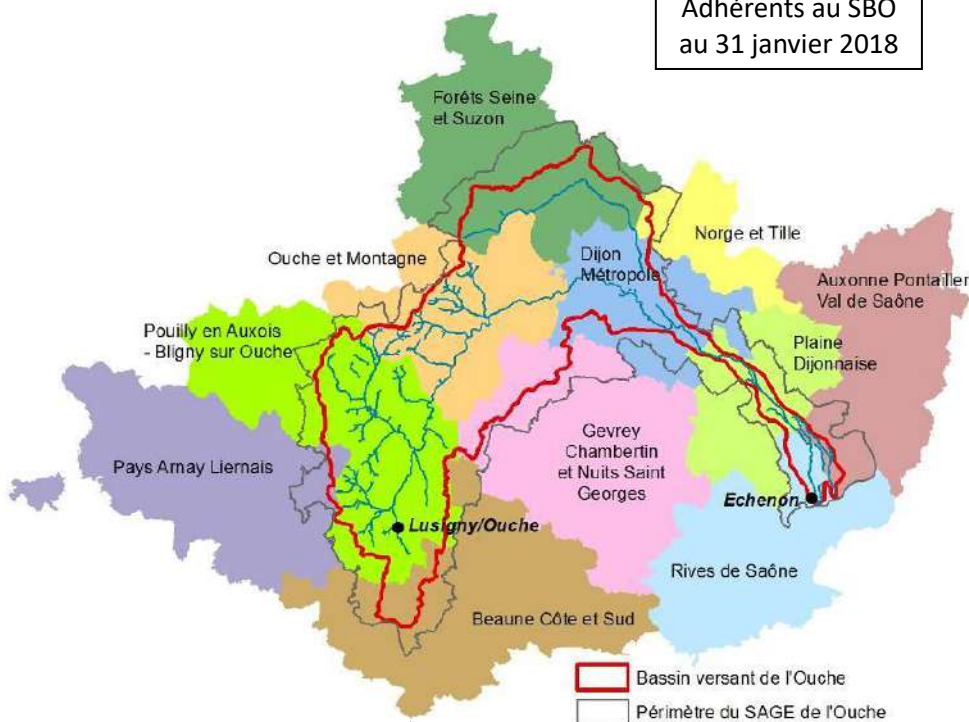 Adhérents au SBO
au 31 janvier 2018
Forêts Seine
et Suzon
Ouche et Montagne
Dijon
Métropole
Norge et Tille
Auxonne Pontailler
Val de Saône
Pouilly en Auxois
- Bligny sur Ouche
Plaine
Dijonnaise
Pays Arnay Liernais
Gevrey
Chambertin
et Nuits Saint
Georges
Echenon
Lusigny/Ouche
Rives de Saône
Beaune Côte et Sud
Bassin versant de l'Ouche
Périmètre du SAGE de l'Ouche